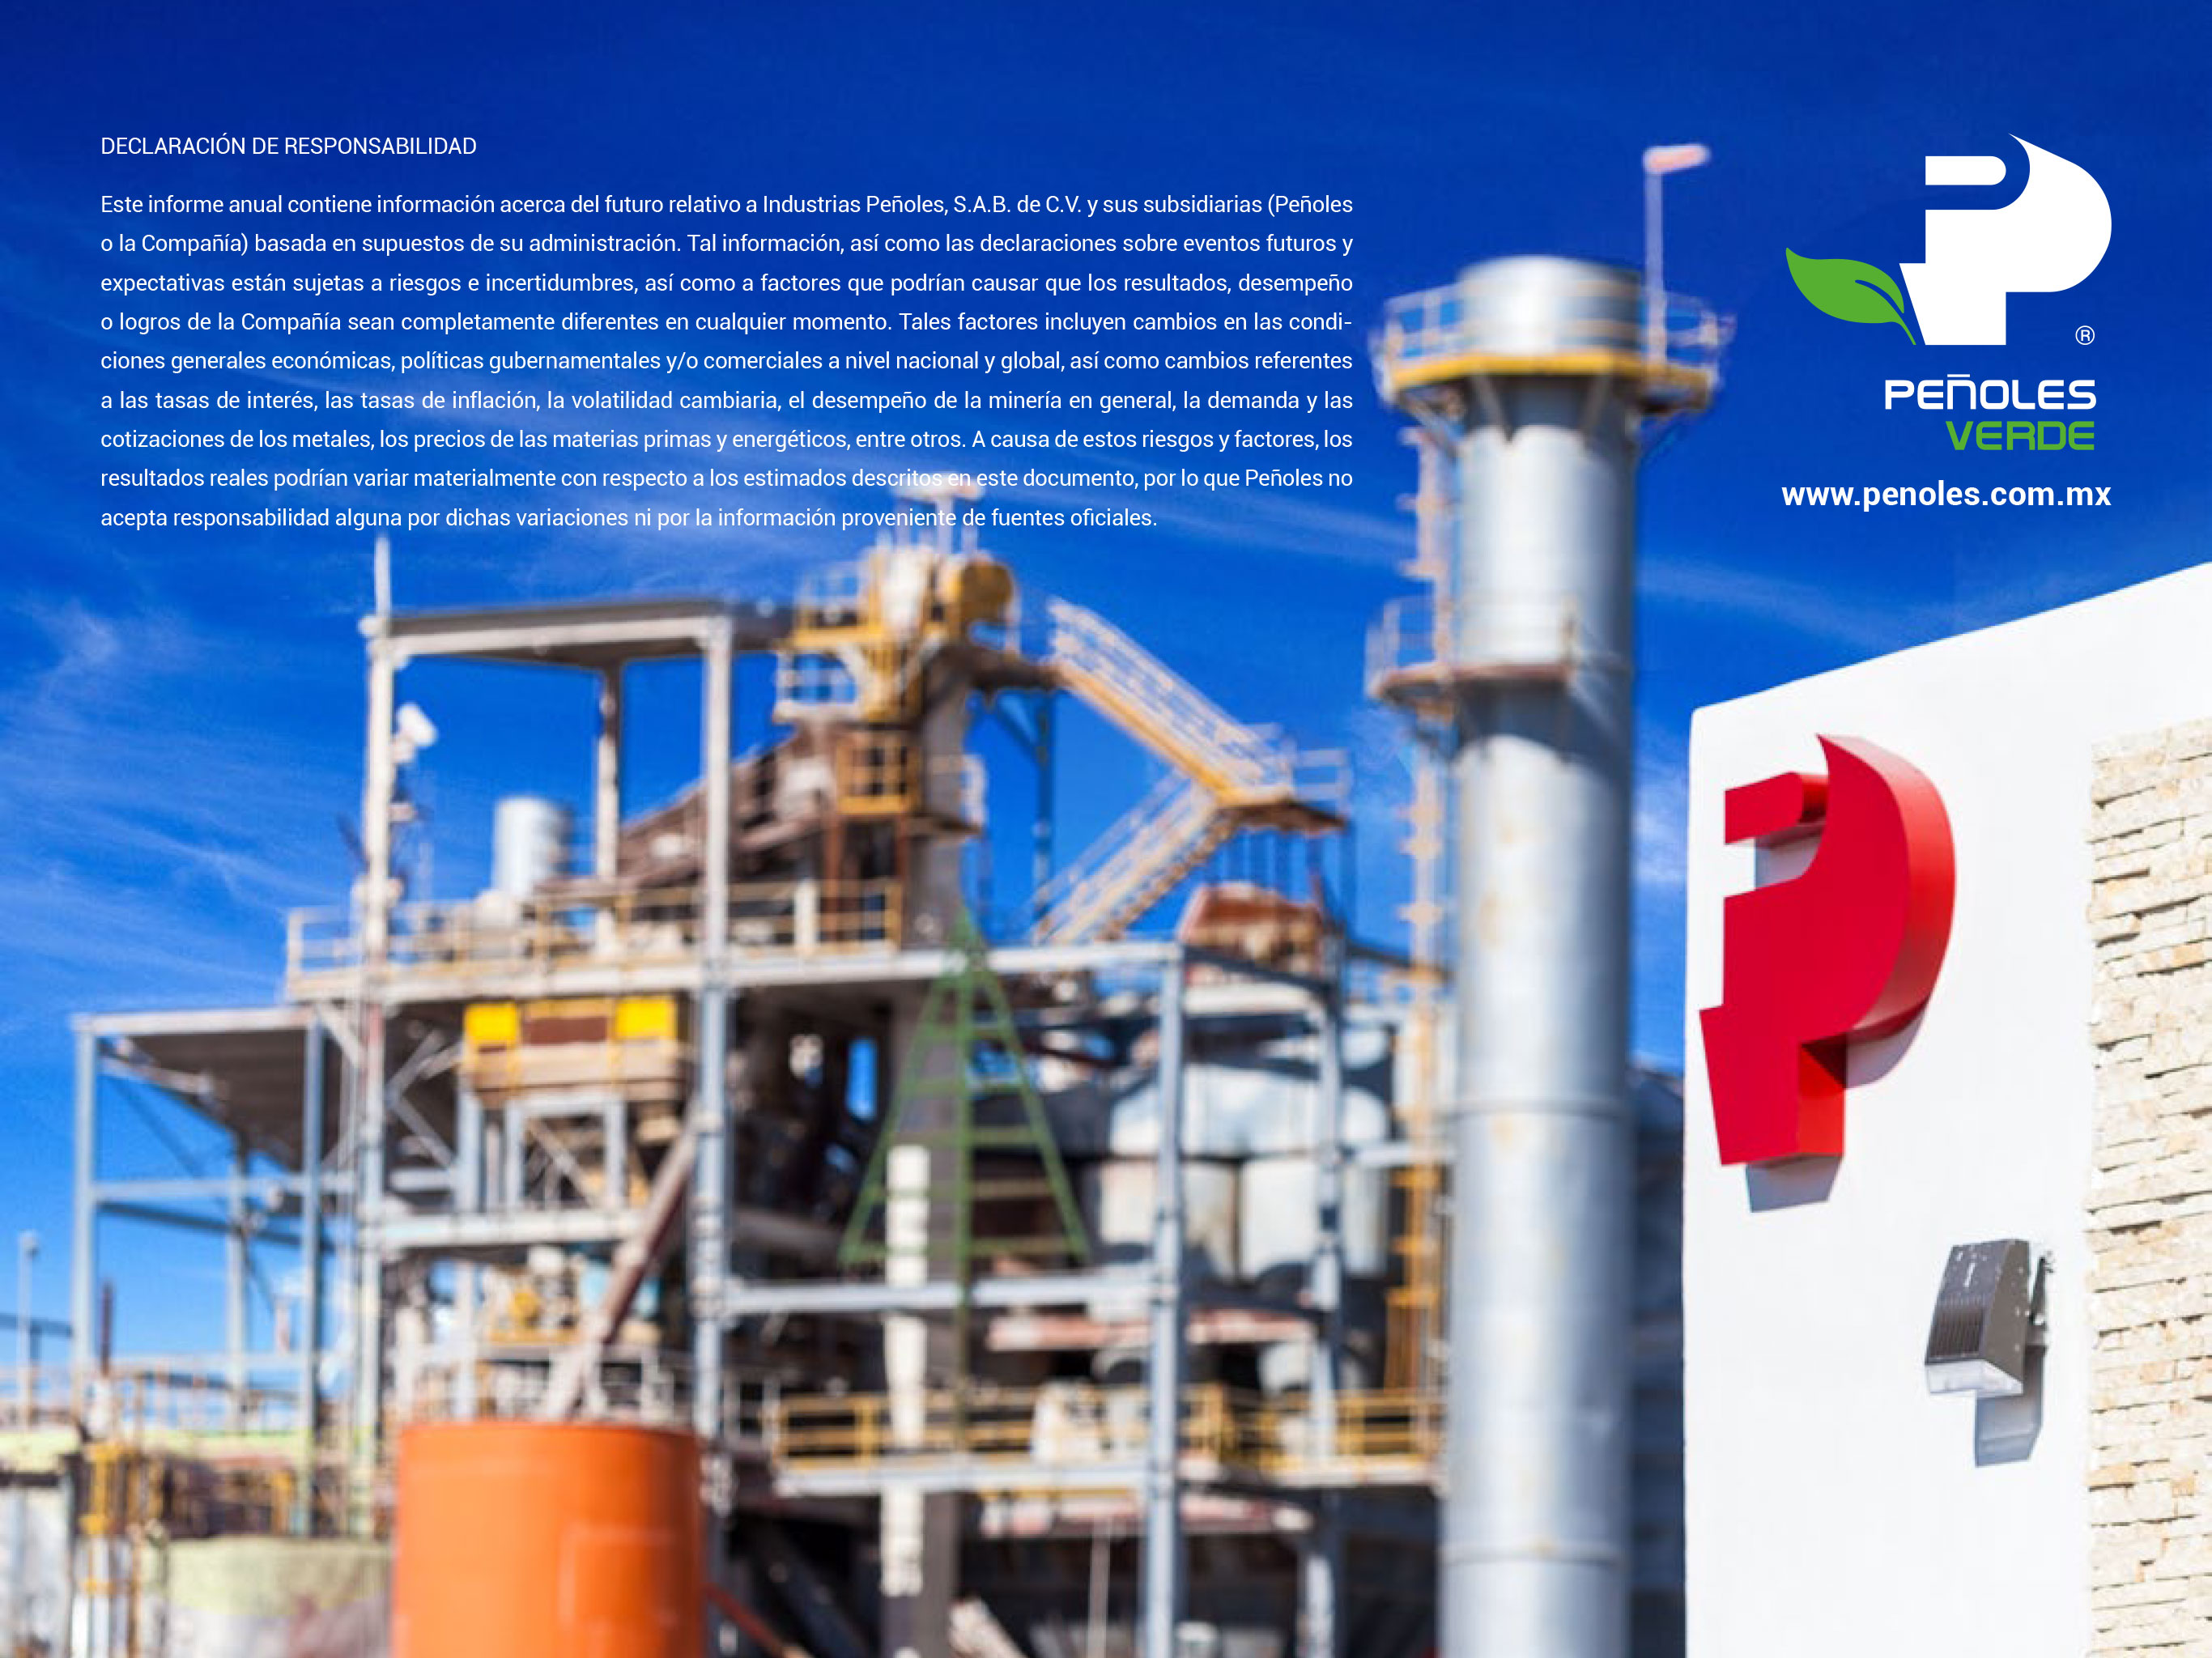 DECLARACIÓN DE RESPONSABILIDAD
Este informe anual contiene información acerca del futuro relativo a Industrias Peñoles, S.A.B. de C.V. y sus subsidiarias (Peñoles
o la Compañía) basada en supuestos de su administración. Tal información, así como las declaraciones sobre eventos futuros y
expectativas están sujetas a riesgos e incertidumbres, así como a factores que podrían causar que los resultados, desempeño
o logros de la Compañía sean completamente diferentes en cualquier momento. Tales factores incluyen cambios en las condi-
ciones generales económicas, políticas gubernamentales y/o comerciales a nivel nacional y global, así como cambios referentes
a las tasas de interés, las tasas de inflación, la volatilidad cambiaria, el desempeño de la minería en general, la demanda y las
cotizaciones de los metales, los precios de las materias primas y energéticos, entre otros. A causa de estos riesgos y factores, los
resultados reales podrían variar materialmente con respecto a los estimados descritos en este documento, por lo que Peñoles no
acepta responsabilidad alguna por dichas variaciones ni por la información proveniente de fuentes oficiales.
®
PEÑOLES
VERDE
www.penoles.com.mx